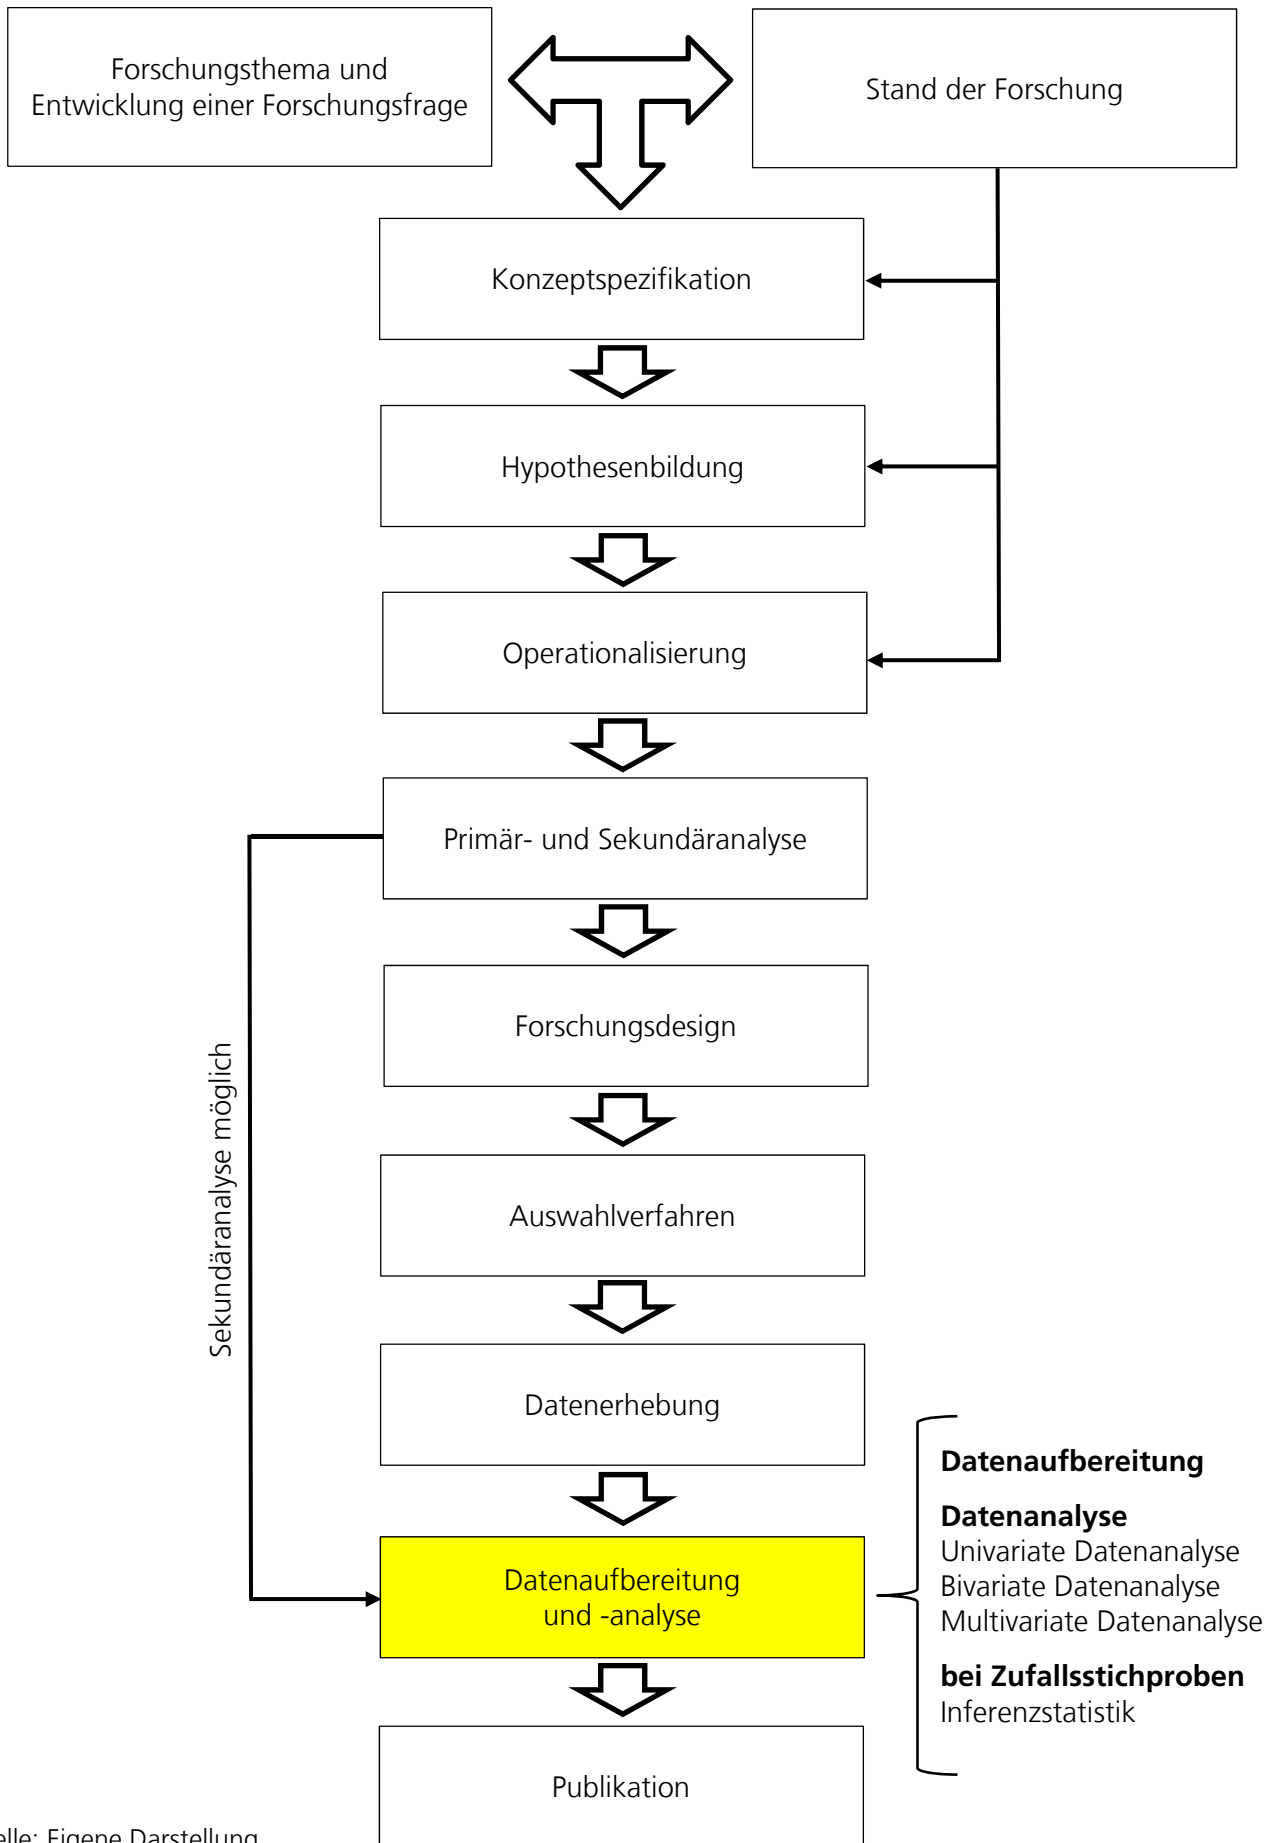 Forschungsthema und
Entwicklung einer Forschungsfrage
Stand der Forschung
Konzeptspezifikation
Hypothesenbildung
Operationalisierung
Primär- und Sekundäranalyse
Forschungsdesign
Sekundäranalyse möglich
Auswahlverfahren
Datenerhebung
Datenaufbereitung
und -analyse
Datenaufbereitung
Datenanalyse
Univariate Datenanalyse
Bivariate Datenanalyse
Multivariate Datenanalyse
bei Zufallsstichproben
Inferenzstatistik
Publikation
elle: Eigene Darstellung